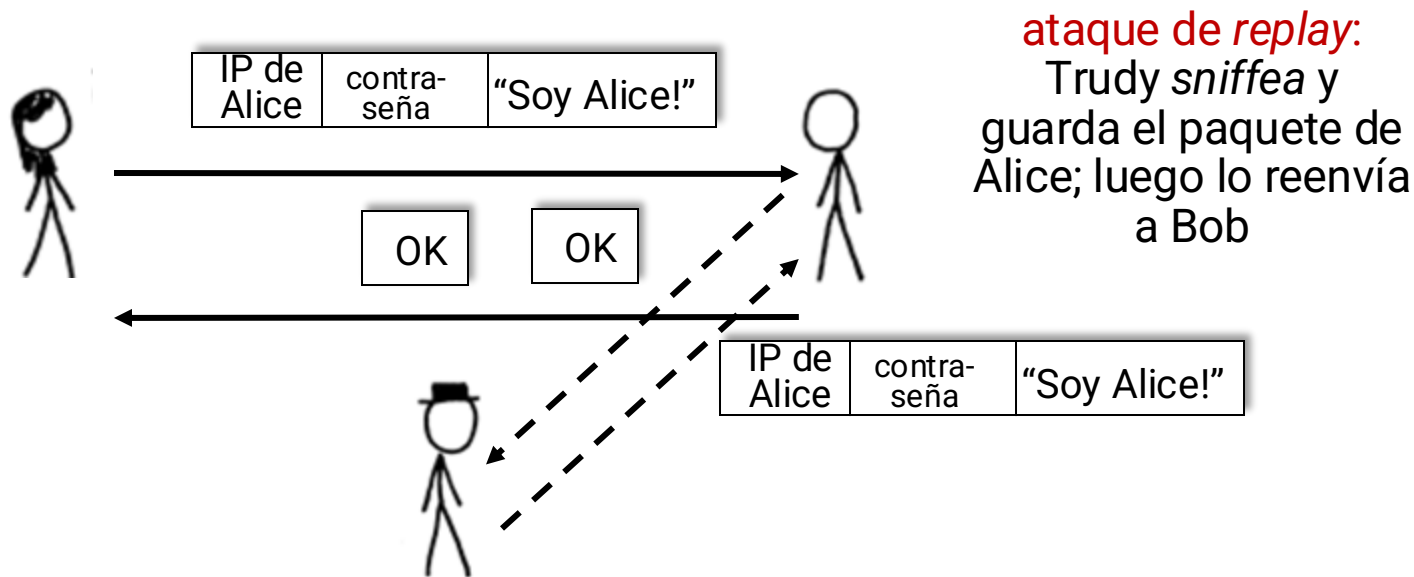 ataque de replay:
Trudy sniffea y
guarda el paquete de
Alice; luego lo reenvía
a Bob
IP de
Alice
contra-
seña
“Soy Alice!”
OK
OK
IP de
Alice
contra-
seña
“Soy Alice!”